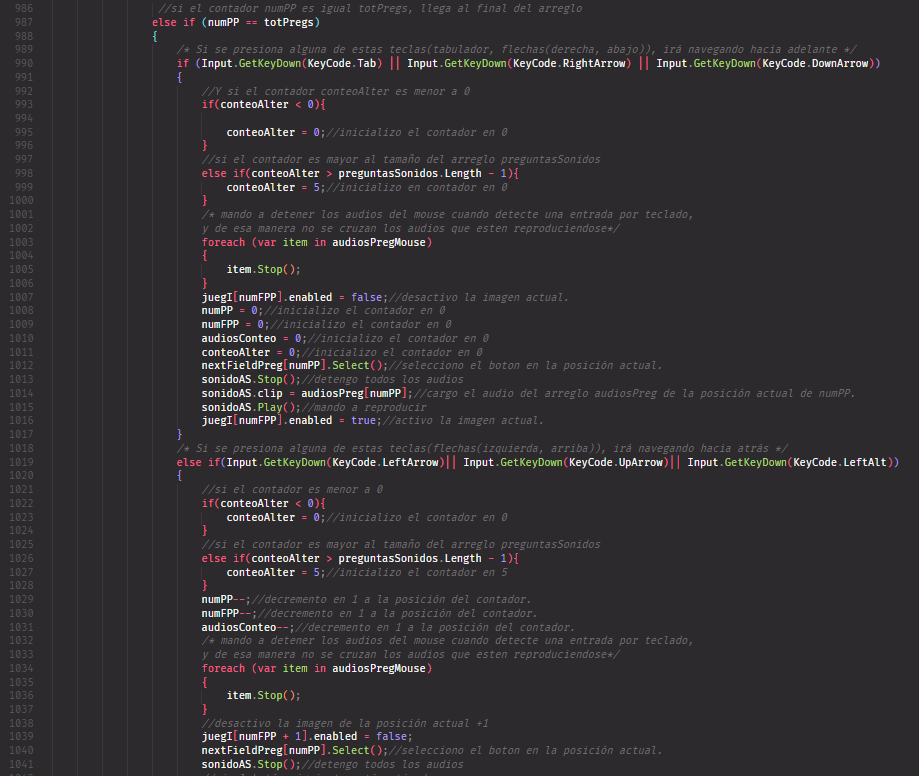 986 //si el contador numPP es igual totPregs, llega al final del arreglo
987 else if (numPP == totPregs)
988 {
989 /* Si se presiona alguna de estas teclas(tabulador, flechas(derecha, abajo)), irá navegando hacia adelante */
990 if (Input.GetKeyDown(KeyCode.Tab) || Input.GetKeyDown(KeyCode.RightArrow) || Input.GetKeyDown(KeyCode.DownArrow))
991 {
992 //Y si el contador conteoAlter es menor a 0
993 if(conteoAlter < 0){
994
995 conteoAlter = 0;//inicializo el contador en 0
996 }
997 //si el contador es mayor al tamaño del arreglo preguntasSonidos
998 else if(conteoAlter > preguntasSonidos.Length - 1){
999 conteoAlter = 5;//inicializo en contador en 0
1000 }
1001 /* mando a detener los audios del mouse cuando detecte una entrada por teclado,
1002 y de esa manera no se cruzan los audios que esten reproduciendose*/
1003 foreach (var item in audiosPregMouse)
1004 {
1005 item.Stop();
1006 }
1007 juegI[numFPP].enabled = false;//desactivo la imagen actual.
1008 numPP = 0;//inicializo el contador en 0
1009 numFPP = 0;//inicializo el contador en 0
1010 audiosConteo = 0;//inicializo el contador en 0
1011 conteoAlter = 0;//inicializo el contador en 0
1012 nextFieldPreg[numPP].Select();//selecciono el boton en la posición actual.
1013 sonidoAS.Stop();//detengo todos los audios
1014 sonidoAS.clip = audiosPreg[numPP];//cargo el audio del arreglo audiosPreg de la posición actual de numPP.
1015 sonidoAS.Play();//mando a reproducir
1016 juegI[numFPP].enabled = true;//activo la imagen actual.
1017 }
1018 /* Si se presiona alguna de estas teclas(flechas(izquierda, arriba)), irá navegando hacia atrás */
1019 else if(Input.GetKeyDown(KeyCode.LeftArrow)|| Input.GetKeyDown(KeyCode.UpArrow)|| Input.GetKeyDown(KeyCode.LeftAlt))
1020 {
1021 //si el contador es menor a 0
1022 if(conteoAlter < 0){
1023 conteoAlter = 0;//inicializo el contador en 0
1024 }
1025 //si el contador es mayor al tamaño del arreglo preguntasSonidos
1026 else if(conteoAlter > preguntasSonidos.Length - 1){
1027 conteoAlter = 5;//inicializo el contador en 5
1028 }
1029 numPP--;//decremento en 1 a la posición del contador.
1030 numFPP--;//decremento en 1 a la posición del contador.
1031 audiosConteo--;//decremento en 1 a la posición del contador.
1032 /* mando a detener los audios del mouse cuando detecte una entrada por teclado,
1033 y de esa manera no se cruzan los audios que esten reproduciendose*/
1034 foreach (var item in audiosPregMouse)
1035 {
1036 item.Stop();
1037 }
1038 //desactivo la imagen de la posición actual +1
1039 juegI[numFPP + 1].enabled = false;
1040 nextFieldPreg[numPP].Select();//selecciono el boton en la posición actual.
1041 sonidoAS.Stop();//detengo todos los audios